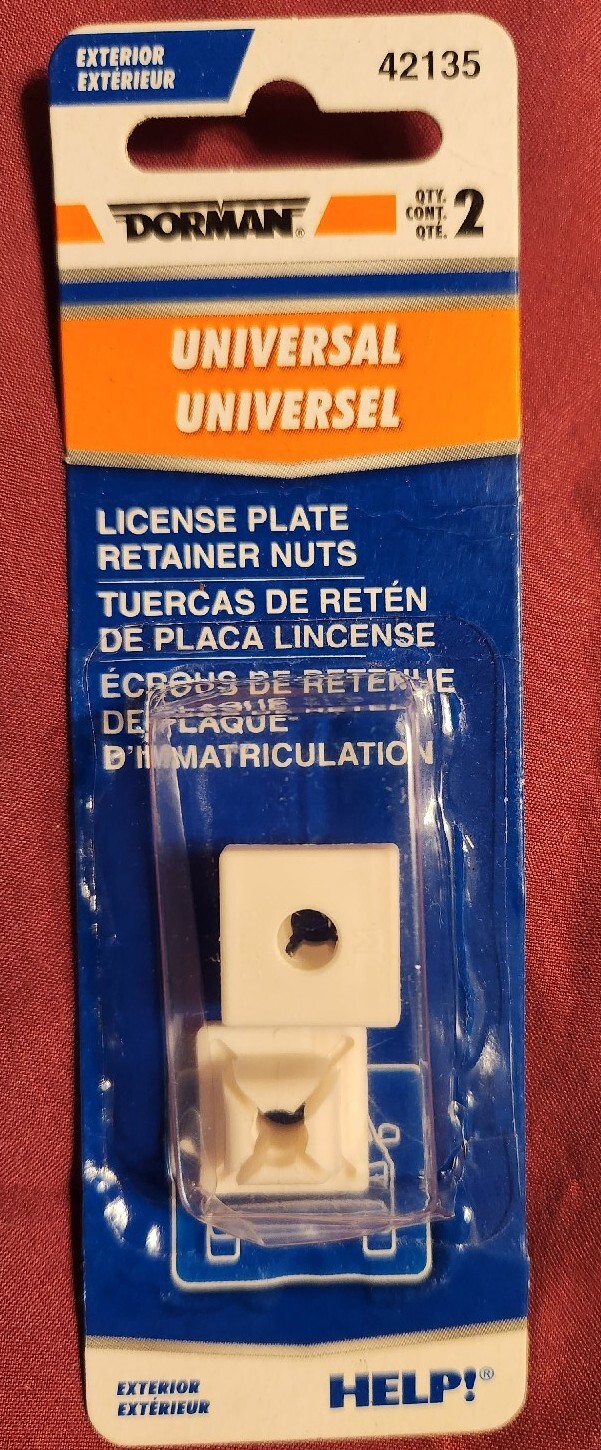 EXTERIOR
EXTÉRIEUR
42135
DORMAN®
QTY.
CONT.
QTÉ.
2
UNIVERSAL
UNIVERSEL
LICENSE PLATE
RETAINER NUTS
TUERCAS DE RETÉN
DE PLACA LINCENSE
ÉCROUS DE RETENUE
DE PLAQUE
D'IMMATRICULATION
EXTERIOR
EXTÉRIEUR
HELP!®